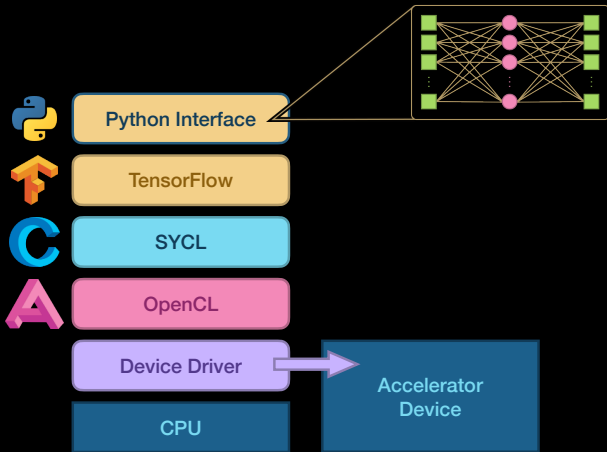 Python Interface
TensorFlow
SYCL
OpenCL
Device Driver
Accelerator
Device
CPU